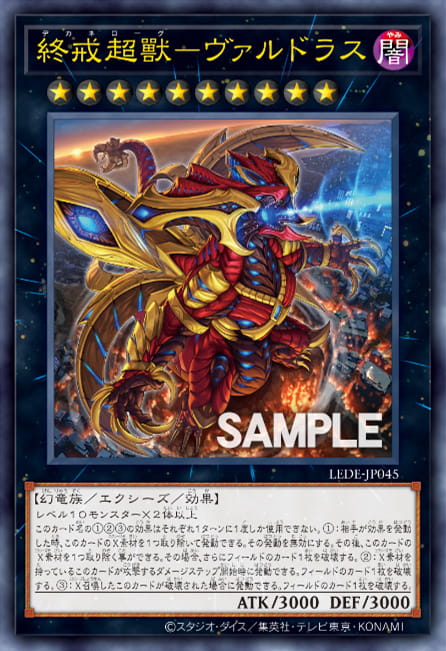 デカネローグ
終戒超獸－ヴァルドラス
やみ
闇
SAMPLE
LEDE-JP045
【幻竜族／エクシーズ／効果】
レベル１０モンスター×２体以上
このカード名の①②③の効果はそれぞれ１ターンに１度しか使用できない。①：相手が効果を発動
した時、このカードのX素材を１つ取り除いて発動できる。その発動を無効にする。その後、このカードの
X素材を１つ取り除く事ができる。その場合、さらにフィールドのカード１枚を破壊する。②：X素材を
持っているこのカードが攻撃するダメージステップ開始時に発動できる。フィールドのカード１枚を破壊
する。③：X召喚したこのカードが破壊された場合に発動できる。フィールドのカード１枚を破壊する。
ATK/3000 DEF/3000
©スタジオ・ダイス／集英社・テレビ東京・KONAMI